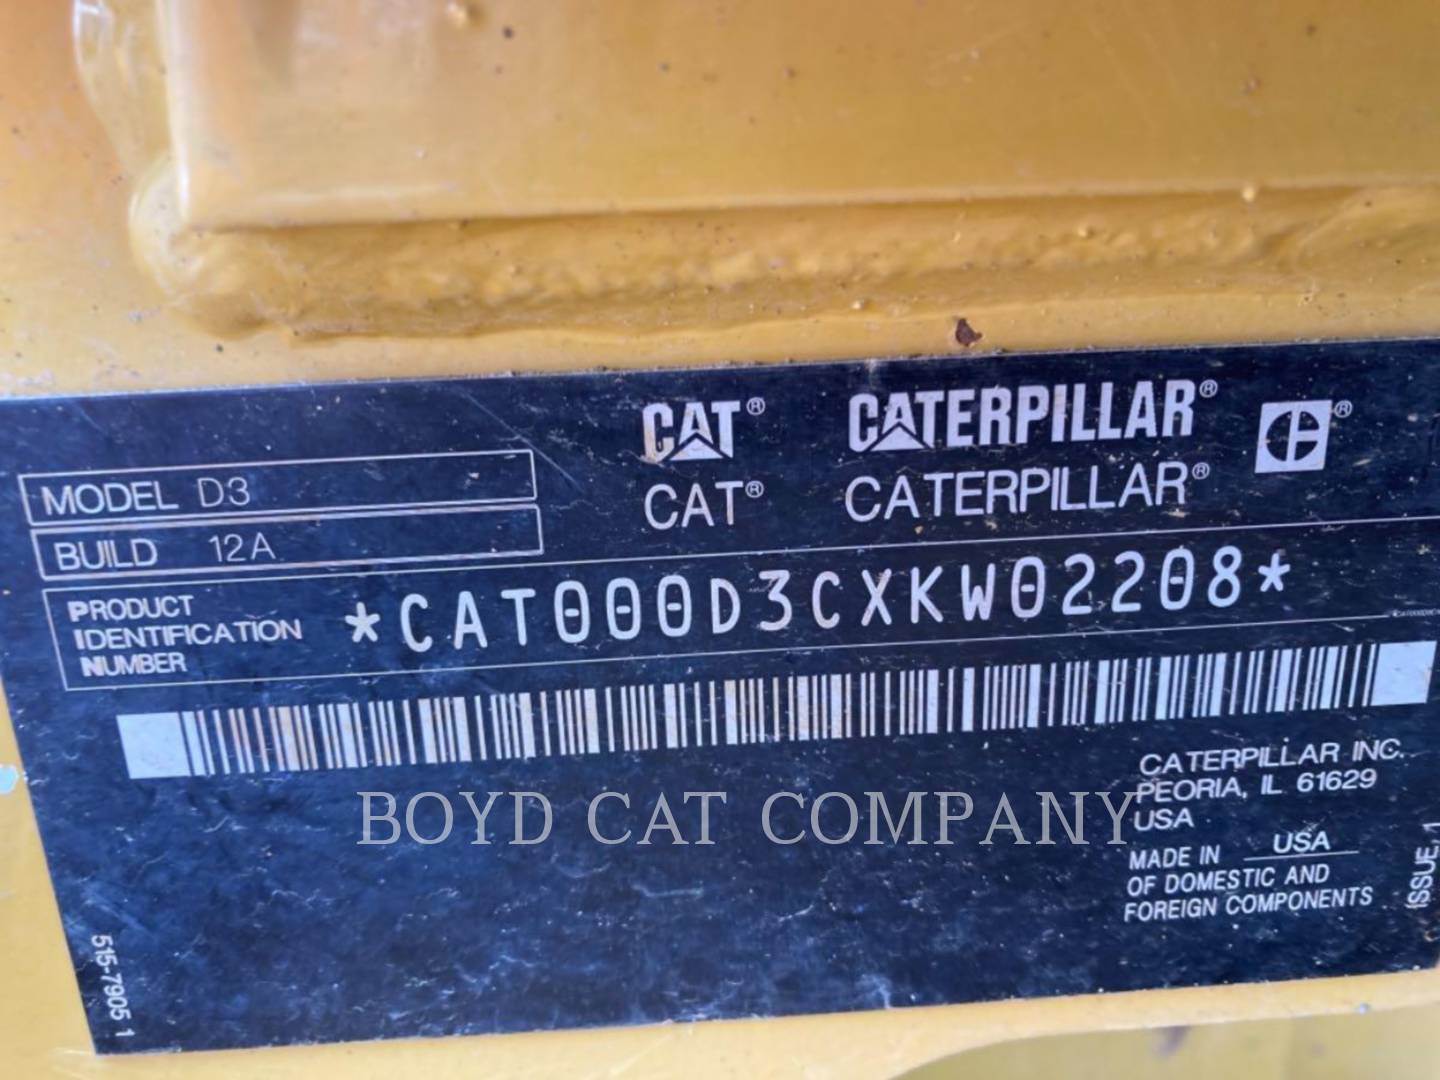 CAT® CATERPILLAR®
CAT® CATERPILLAR®
MODEL D3
BUILD 12A
PRODUCT
IDENTIFICATION
NUMBER
*CAT000D3CXKW02208*
CATERPILLAR INC.
PEORIA, IL 61629
USA
MADE IN USA
OF DOMESTIC AND
FOREIGN COMPONENTS
ISSUE, 1
515-7905 1
BOYD CAT COMPANY